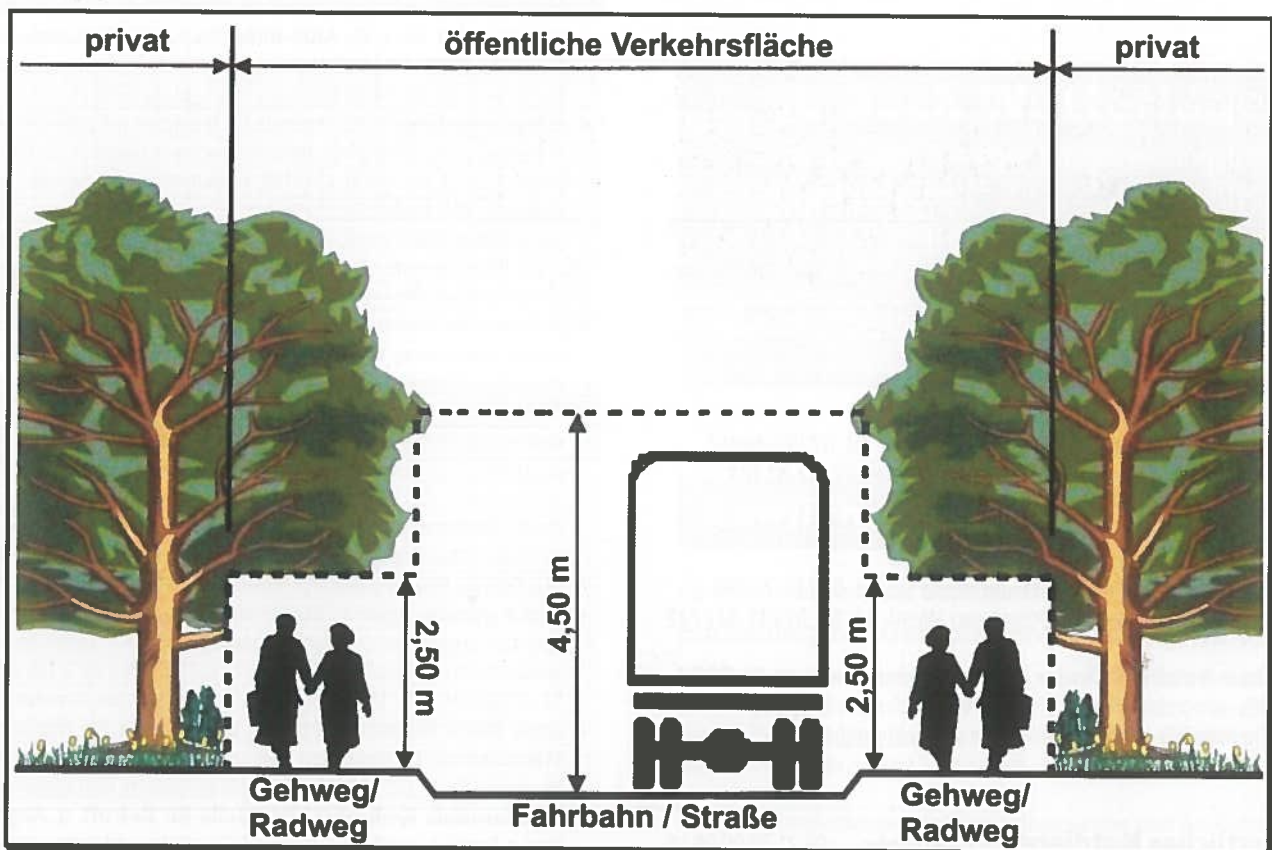 privat
öffentliche Verkehrsfläche
privat
2,50 m
4,50 m
2,50 m
Gehweg/
Radweg
Fahrbahn / Straße
Gehweg/
Radweg